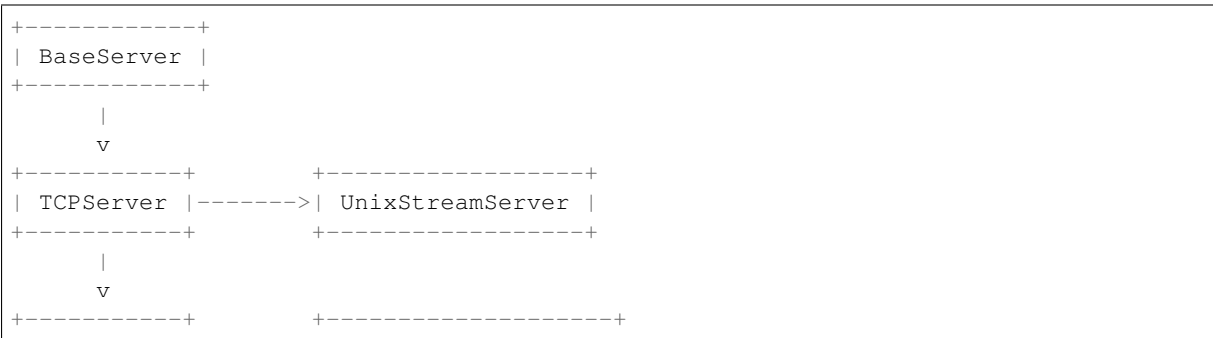 +------------+
| BaseServer |
+------------+
      |
      v
+-----------+        +------------------+
| TCPServer |------->| UnixStreamServer |
+-----------+        +------------------+
      |
      v
+-----------+        +--------------------+